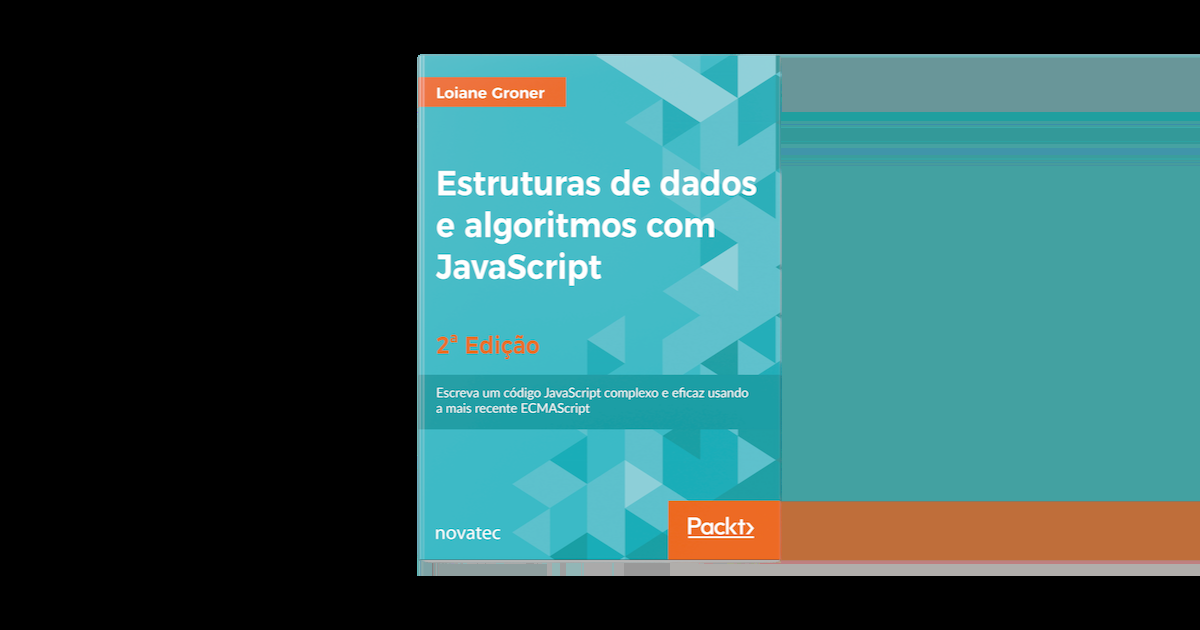 Loiane Groner
Estruturas de dados
e algoritmos com
JavaScript
2ª Edição
Escreva um código JavaScript complexo e eficaz usando
a mais recente ECMAScript
novatec
Packt>